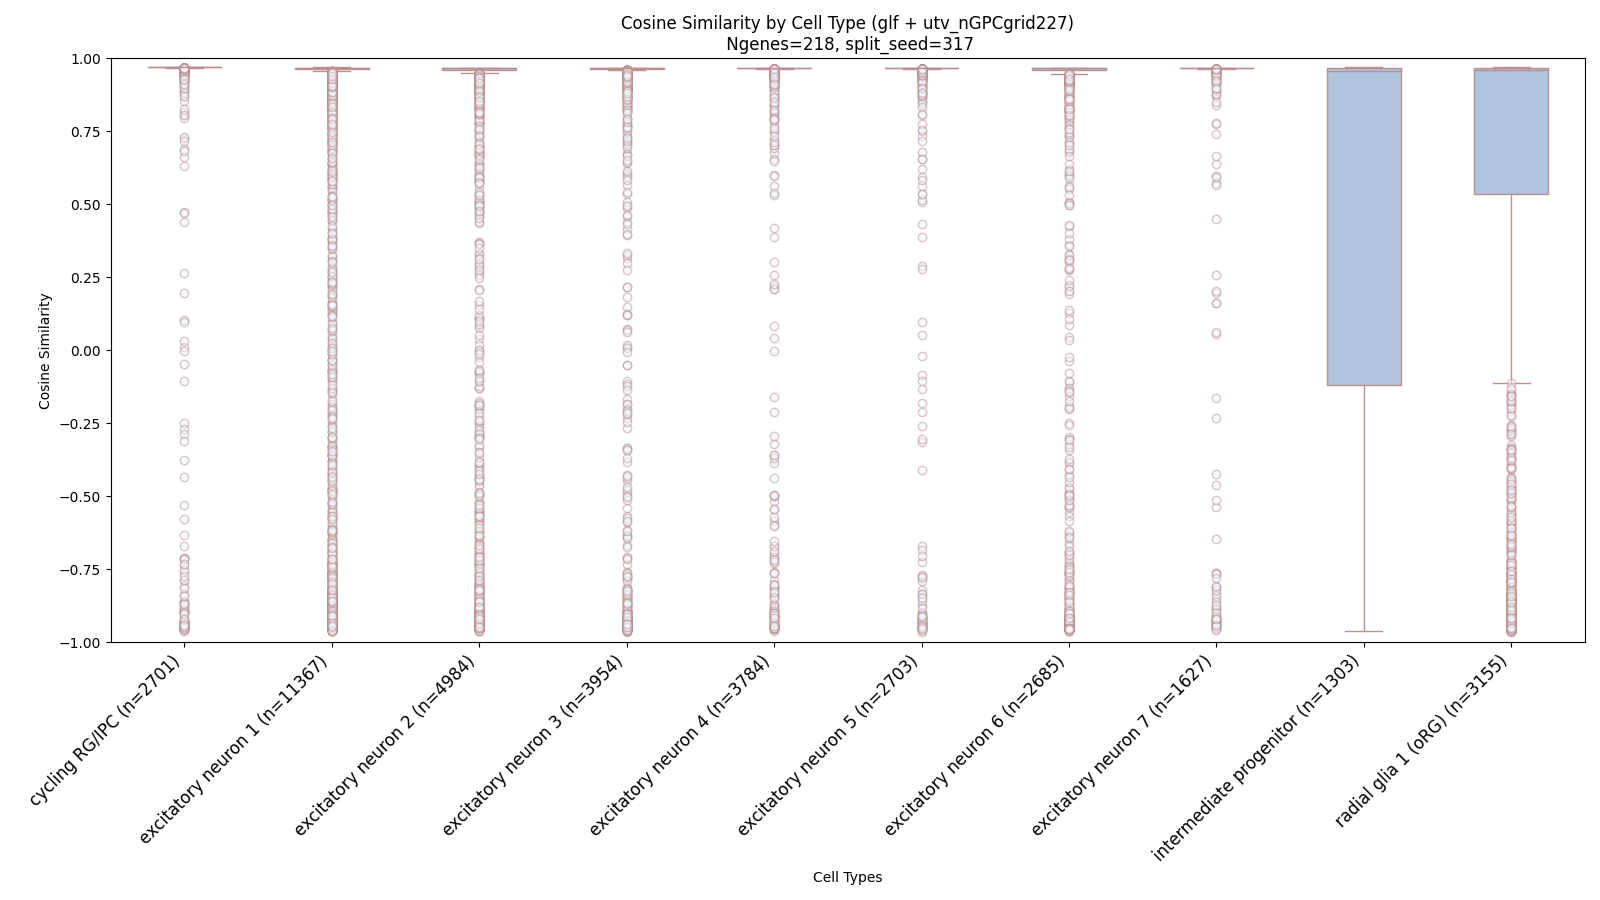 Cosine Similarity by Cell Type (glf + utv_nGPCgrid227)
Ngenes=218, split_seed=317
Cosine Similarity
1.00
0.75
0.50
0.25
0.00
−0.25
−0.50
−0.75
−1.00
cycling RG/IPC (n=2701)
excitatory neuron 1 (n=11367)
excitatory neuron 2 (n=4984)
excitatory neuron 3 (n=3954)
excitatory neuron 4 (n=3784)
excitatory neuron 5 (n=2703)
excitatory neuron 6 (n=2685)
excitatory neuron 7 (n=1627)
intermediate progenitor (n=1303)
radial glia 1 (oRG) (n=3155)
Cell Types